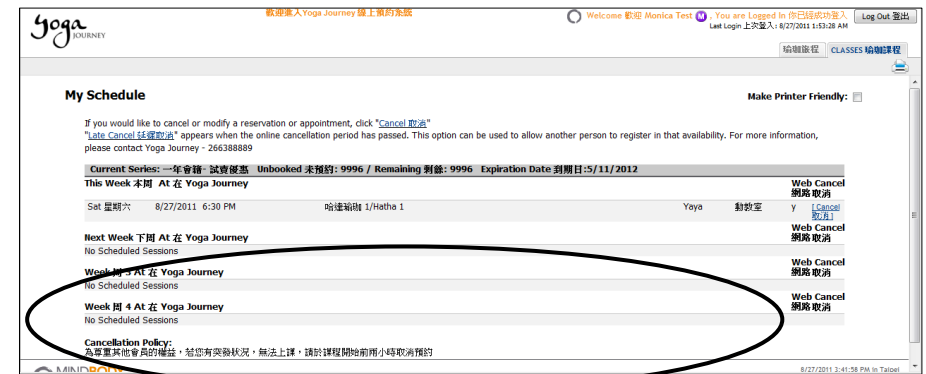 yoga
JOURNEY
歡迎進入Yoga Journey 線上預約系統
Welcome 歡迎 Monica Test M , You are Logged In 你已經成功登入
Log Out 登出
Last Login 上次登入: 8/27/2011 1:53:28 AM
瑜珈旅程 CLASSES 瑜珈課程
My Schedule
Make Printer Friendly:
If you would like to cancel or modify a reservation or appointment, click "Cancel 取消"
"Late Cancel 延遲取消" appears when the online cancellation period has passed. This option can be used to allow another person to register in that availability. For more information,
please contact Yoga Journey - 266388889
Current Series: 一年會籍- 試賣優惠 Unbooked 未預約: 9996 / Remaining 剩餘: 9996 Expiration Date 到期日:5/11/2012
This Week 本周 At 在 Yoga Journey
Web Cancel
網路取消
Sat 星期六 8/27/2011 6:30 PM 哈達瑜珈 1/Hatha 1 Yaya 動教室 y [Cancel
取消]
Next Week 下周 At 在 Yoga Journey
Web Cancel
網路取消
No Scheduled Sessions
Week 周 3 At 在 Yoga Journey
Web Cancel
網路取消
No Scheduled Sessions
Week 周 4 At 在 Yoga Journey
Web Cancel
網路取消
No Scheduled Sessions
Cancellation Policy:
為尊重其他會員的權益，若您有突發狀況，無法上課，請於課程開始前兩小時取消預約
MINDBODY
8/27/2011 3:41:58 PM in Taipei